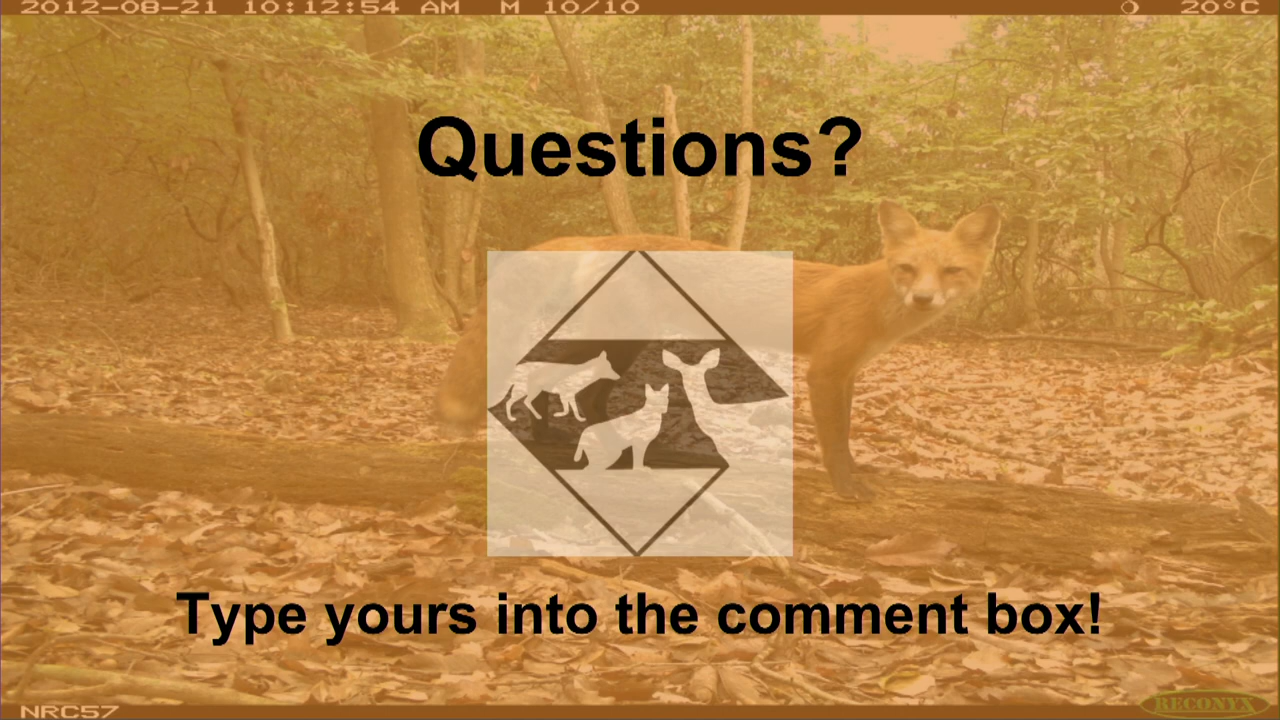 2012-08-21 10:12:54 AM M 10/10 20°C
Questions?
Type yours into the comment box!
NRC57
RECONYX